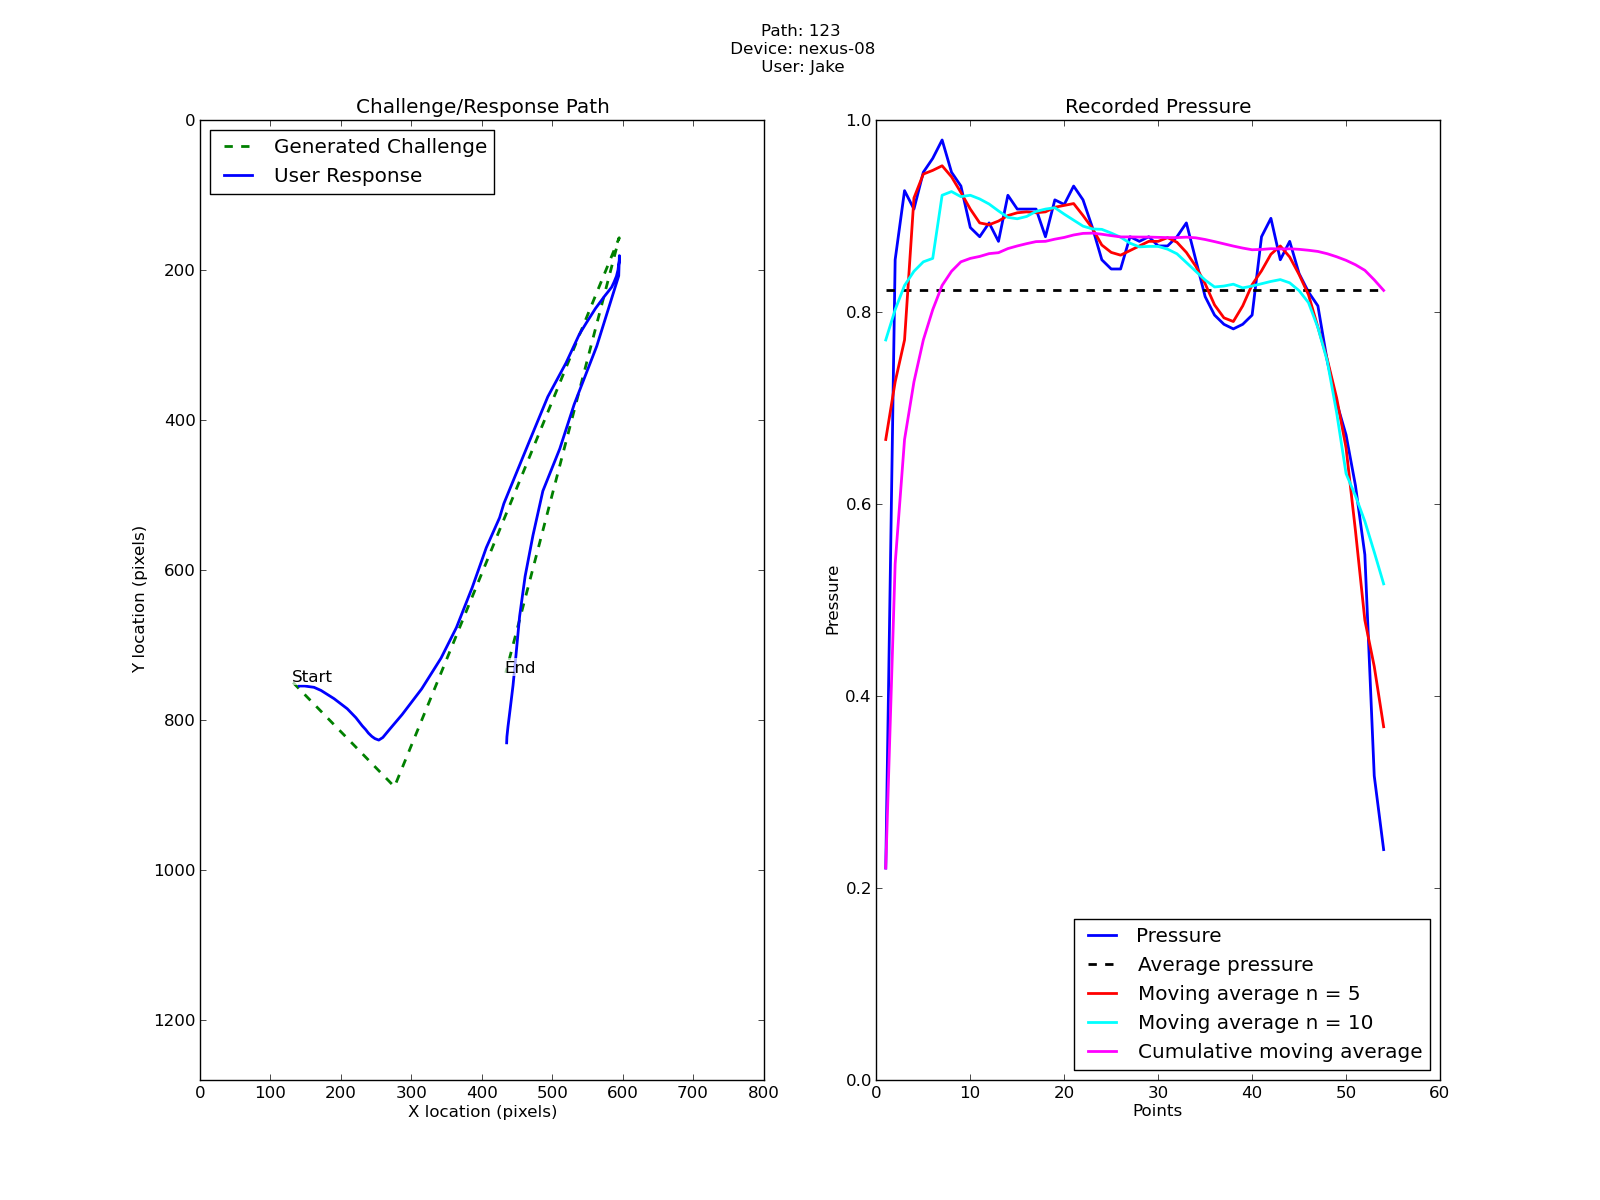 Path: 123
Device: nexus-08
User: Jake
Challenge/Response Path
Generated Challenge
User Response
0
200
400
600
800
1000
1200
Y location (pixels)
Start
End
0 100 200 300 400 500 600 700 800
X location (pixels)
Recorded Pressure
1.0
0.8
0.6
0.4
0.2
0.0
Pressure
Pressure
Average pressure
Moving average n = 5
Moving average n = 10
Cumulative moving average
0 10 20 30 40 50 60
Points